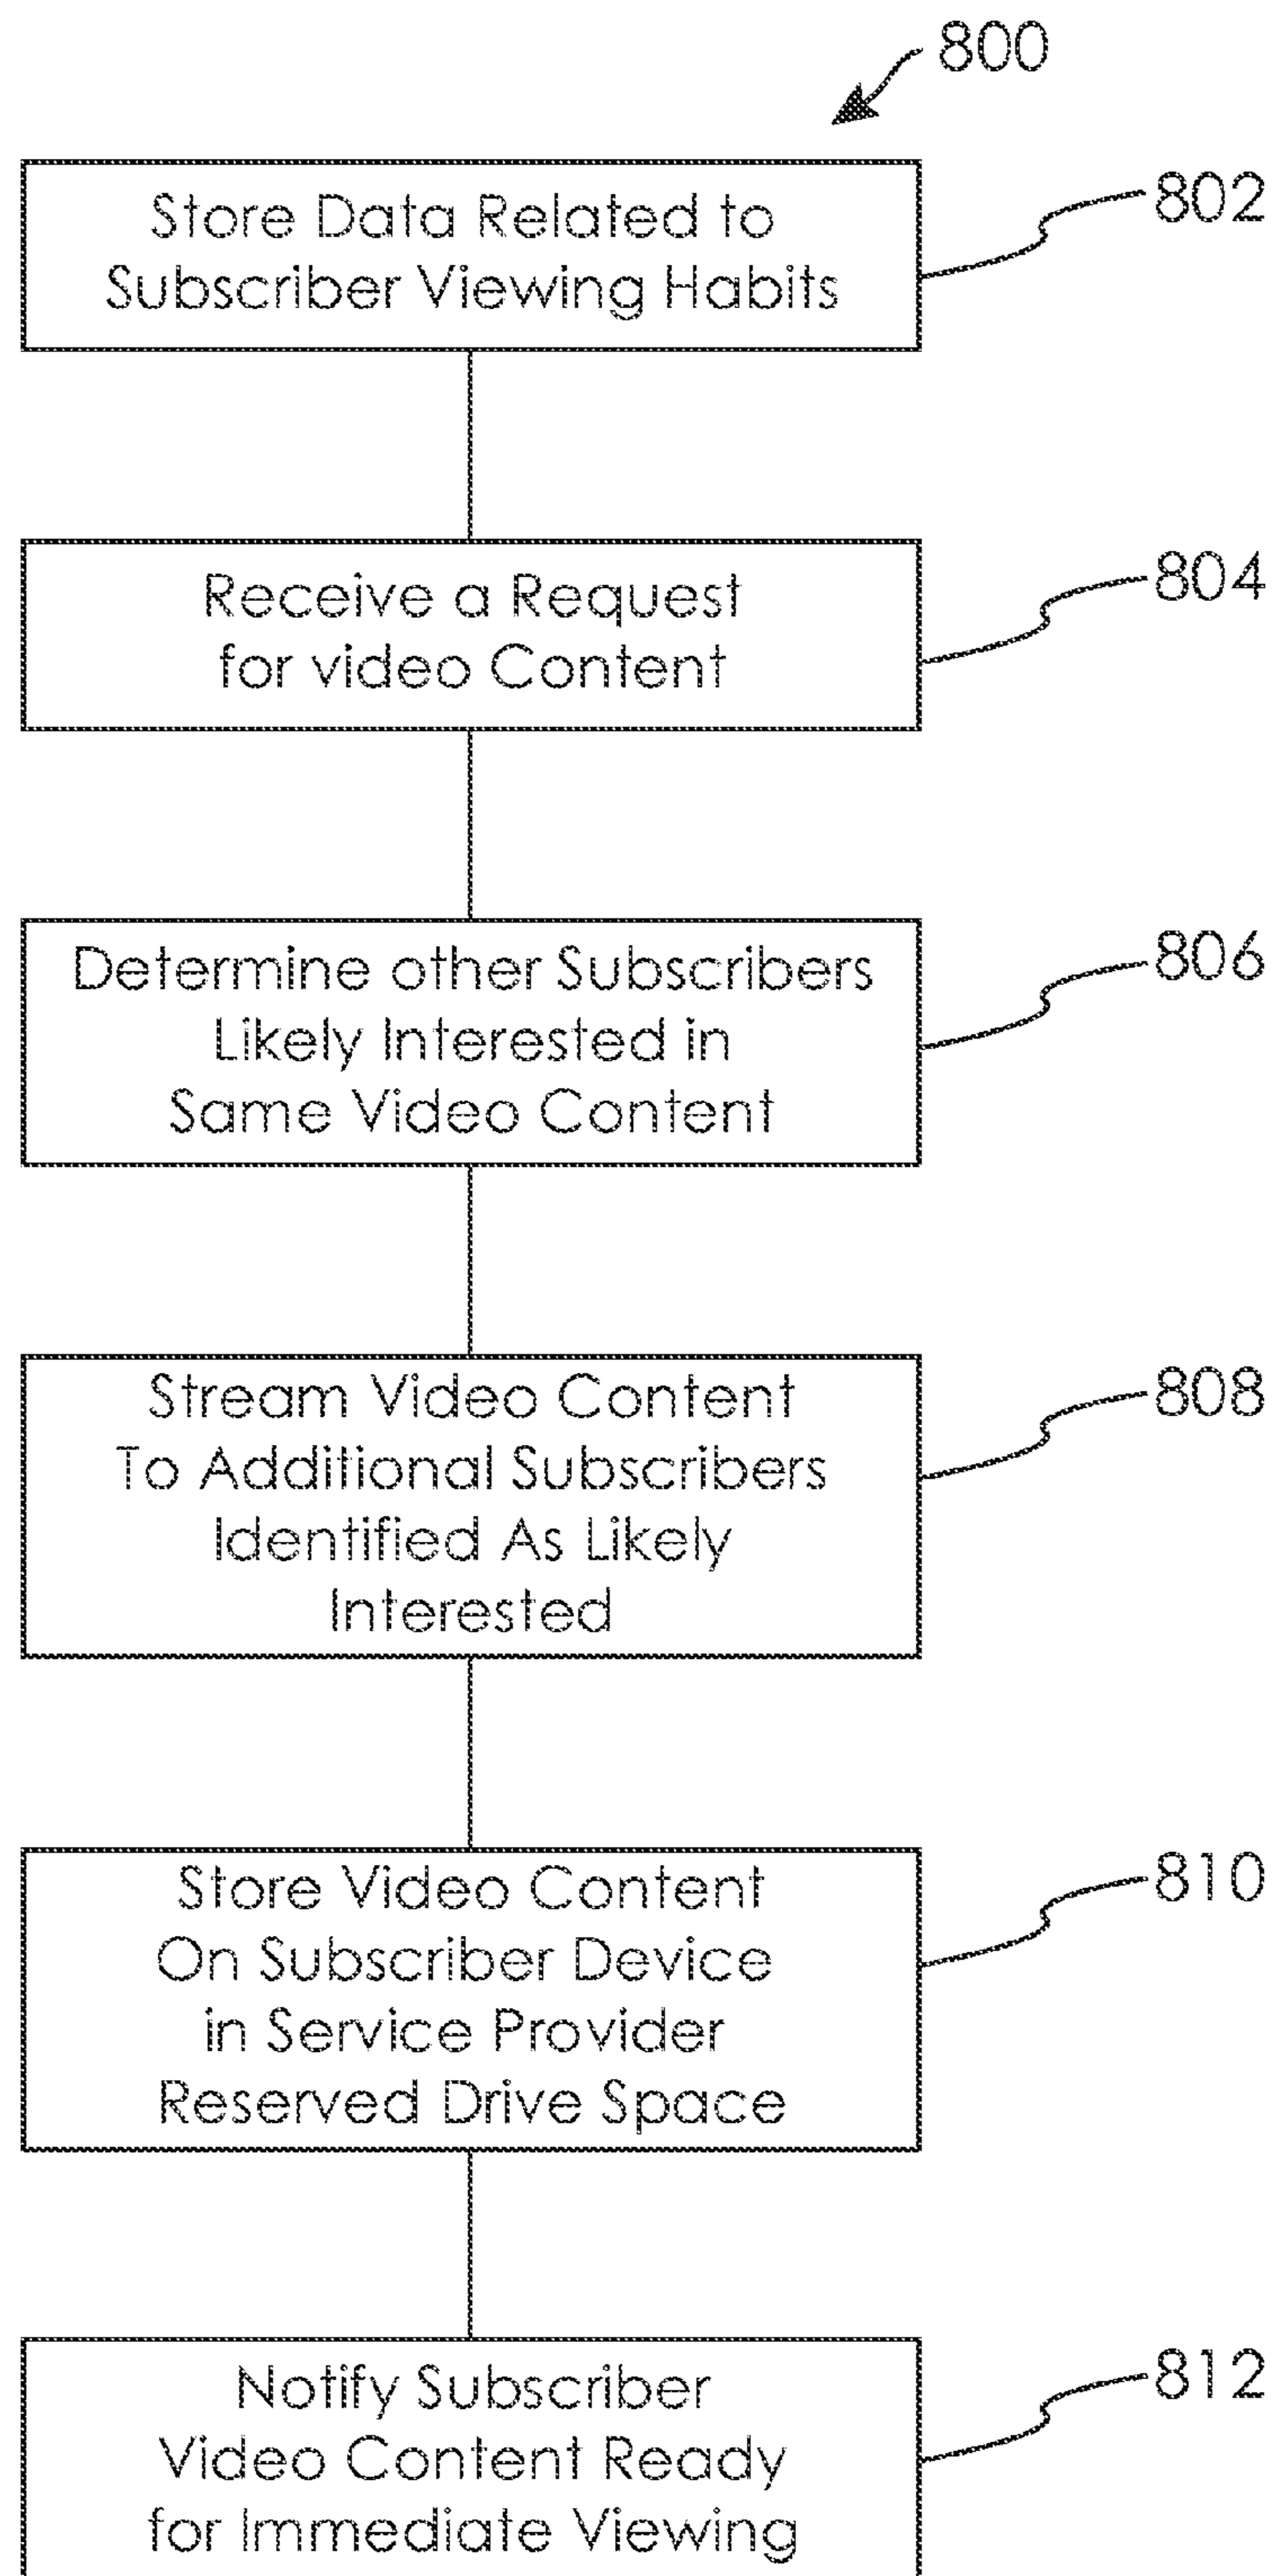 800
Store Data Related to
Subscriber Viewing Habits
802
Receive a Request
for video Content
804
Determine other Subscribers
Likely Interested in
Same Video Content
806
Stream Video Content
To Additional Subscribers
Identified As Likely
Interested
808
Store Video Content
On Subscriber Device
in Service Provider
Reserved Drive Space
810
Notify Subscriber
Video Content Ready
for Immediate Viewing
812